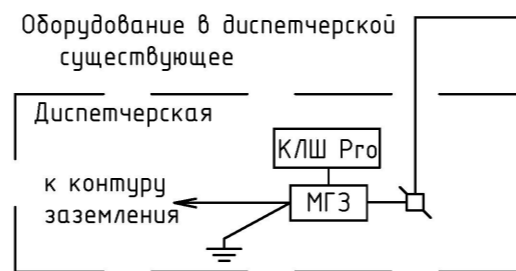 Оборудование в диспетчерской
существующее
Диспетчерская
КЛШ Pro
к контуру
заземления
МГЗ